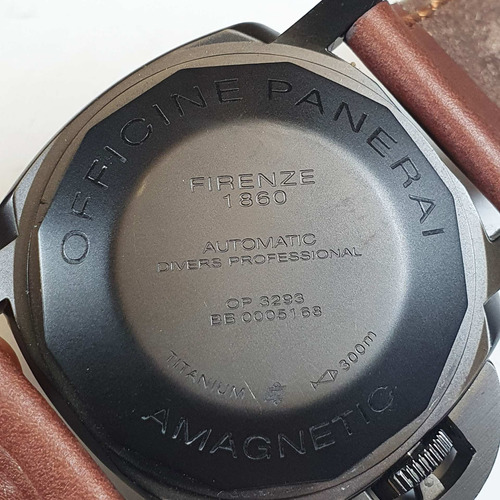 OFFICINE PANERAI
FIRENZE
1860
AUTOMATIC
DIVERS PROFESSIONAL
OP 3293
BB 0005168
TITANIUM
300m
AMAGNETIC